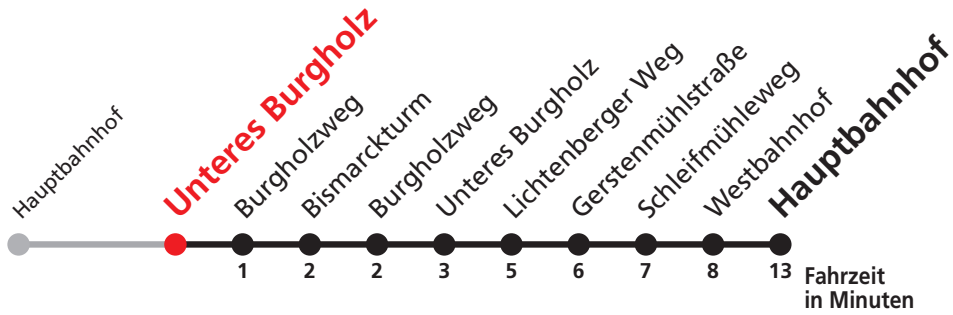 Hauptbahnhof
Unteres Burgholz
Burgholzweg
Bismarckturm
Burgholzweg
Unteres Burgholz
Lichtenberger Weg
Gerstenmühlstraße
Schleifmühleweg
Westbahnhof
Hauptbahnhof
1 2 2 3 5 6 7 8 13
Fahrzeit
in Minuten